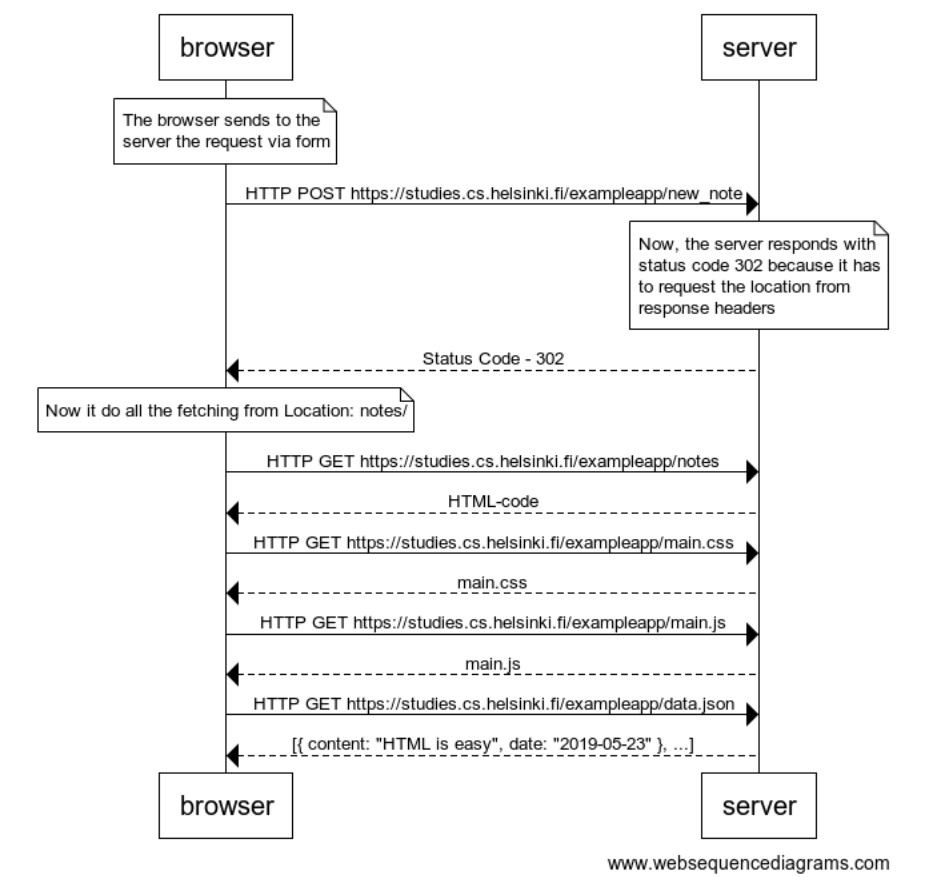 browser
server
The browser sends to the
server the request via form
HTTP POST https://studies.cs.helsinki.fi/exampleapp/new_note
Now, the server responds with
status code 302 because it has
to request the location from
response headers
Status Code - 302
Now it do all the fetching from Location: notes/
HTTP GET https://studies.cs.helsinki.fi/exampleapp/notes
HTML-code
HTTP GET https://studies.cs.helsinki.fi/exampleapp/main.css
main.css
HTTP GET https://studies.cs.helsinki.fi/exampleapp/main.js
main.js
HTTP GET https://studies.cs.helsinki.fi/exampleapp/data.json
[{ content: "HTML is easy", date: "2019-05-23" }, ...]
browser
server
www.websequencediagrams.com